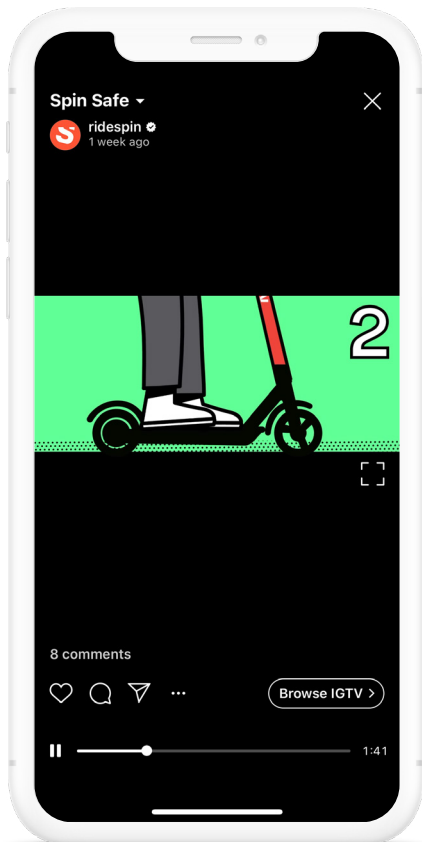 Spin Safe
ridespin
1 week ago
2
8 comments
Browse IGTV >
1:41